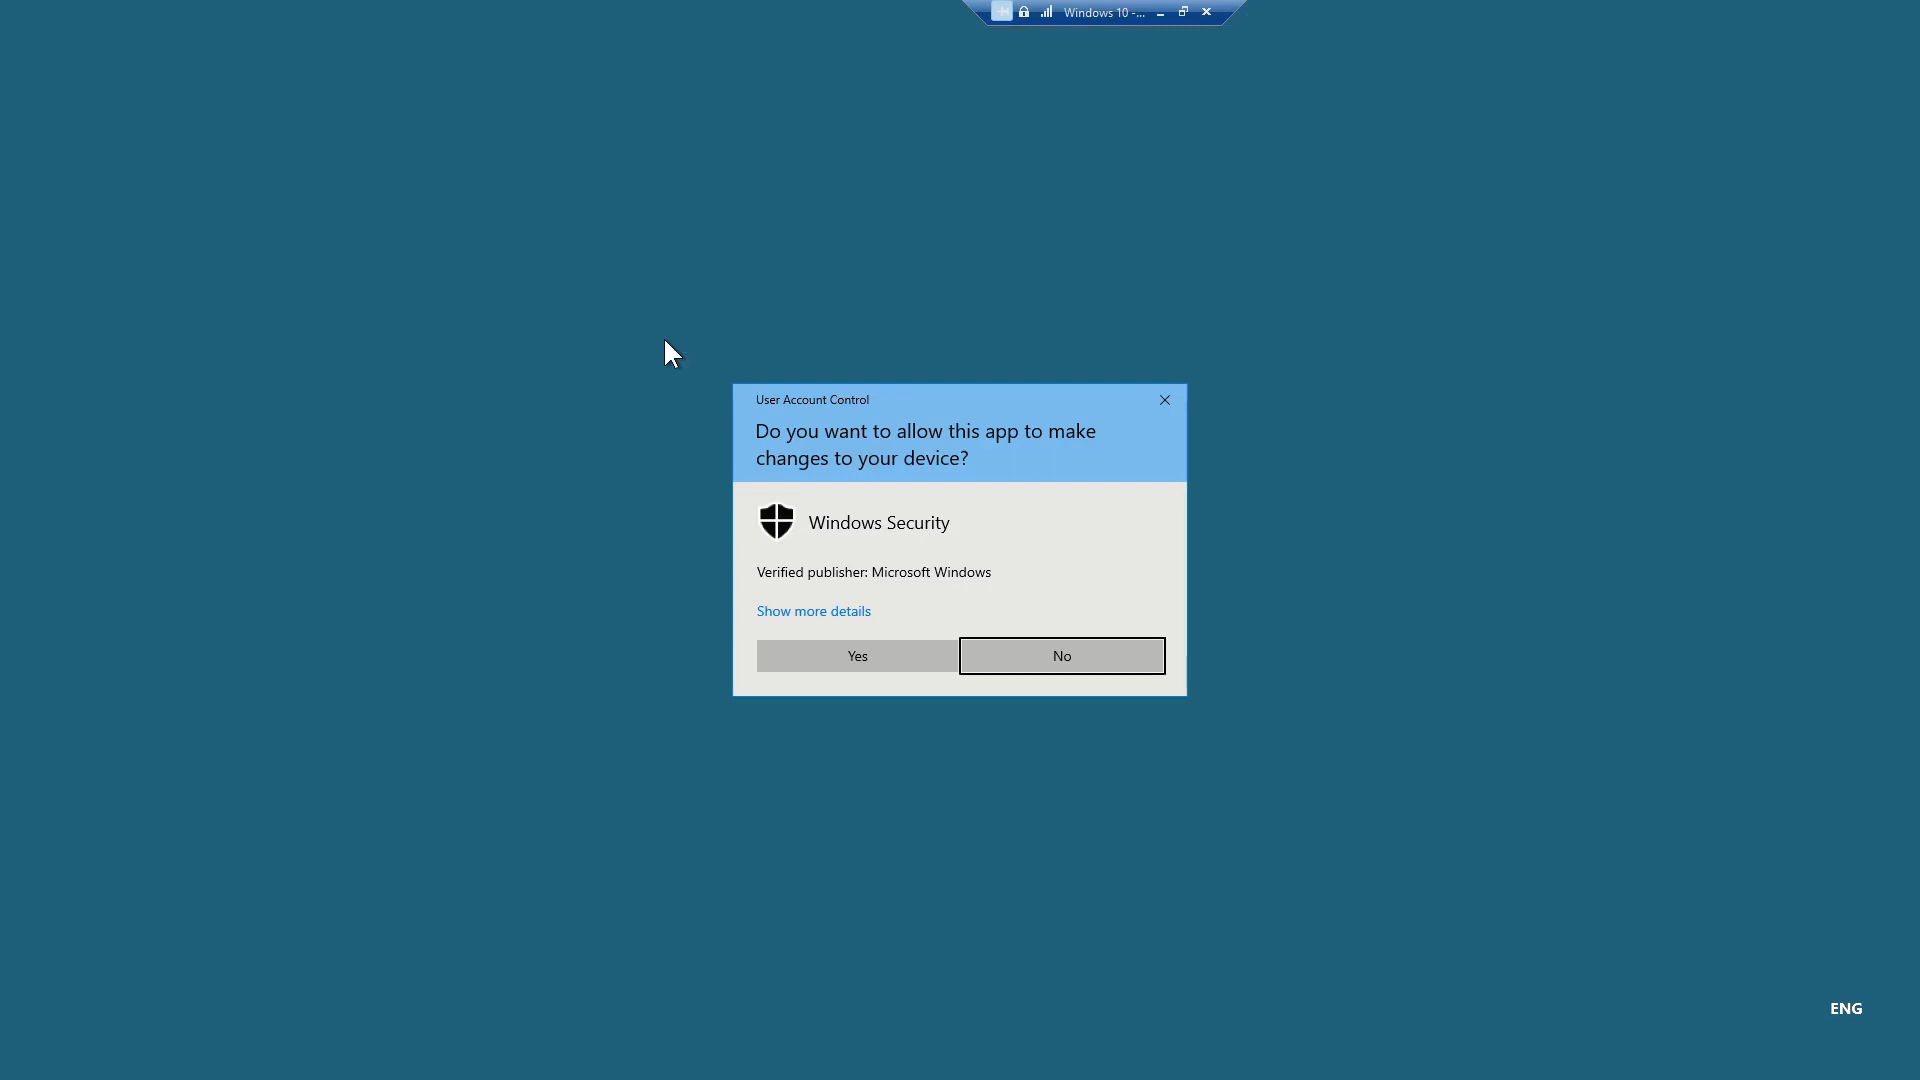 Windows 10 -...
User Account Control
Do you want to allow this app to make
changes to your device?
Windows Security
Verified publisher: Microsoft Windows
Show more details
Yes
No
ENG